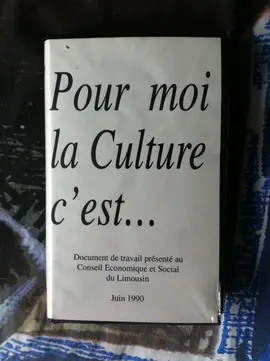 Pour moi
la Culture
c'est...
Document de travail présenté au
Conseil Economique et Social
du Limousin
Juin 1990